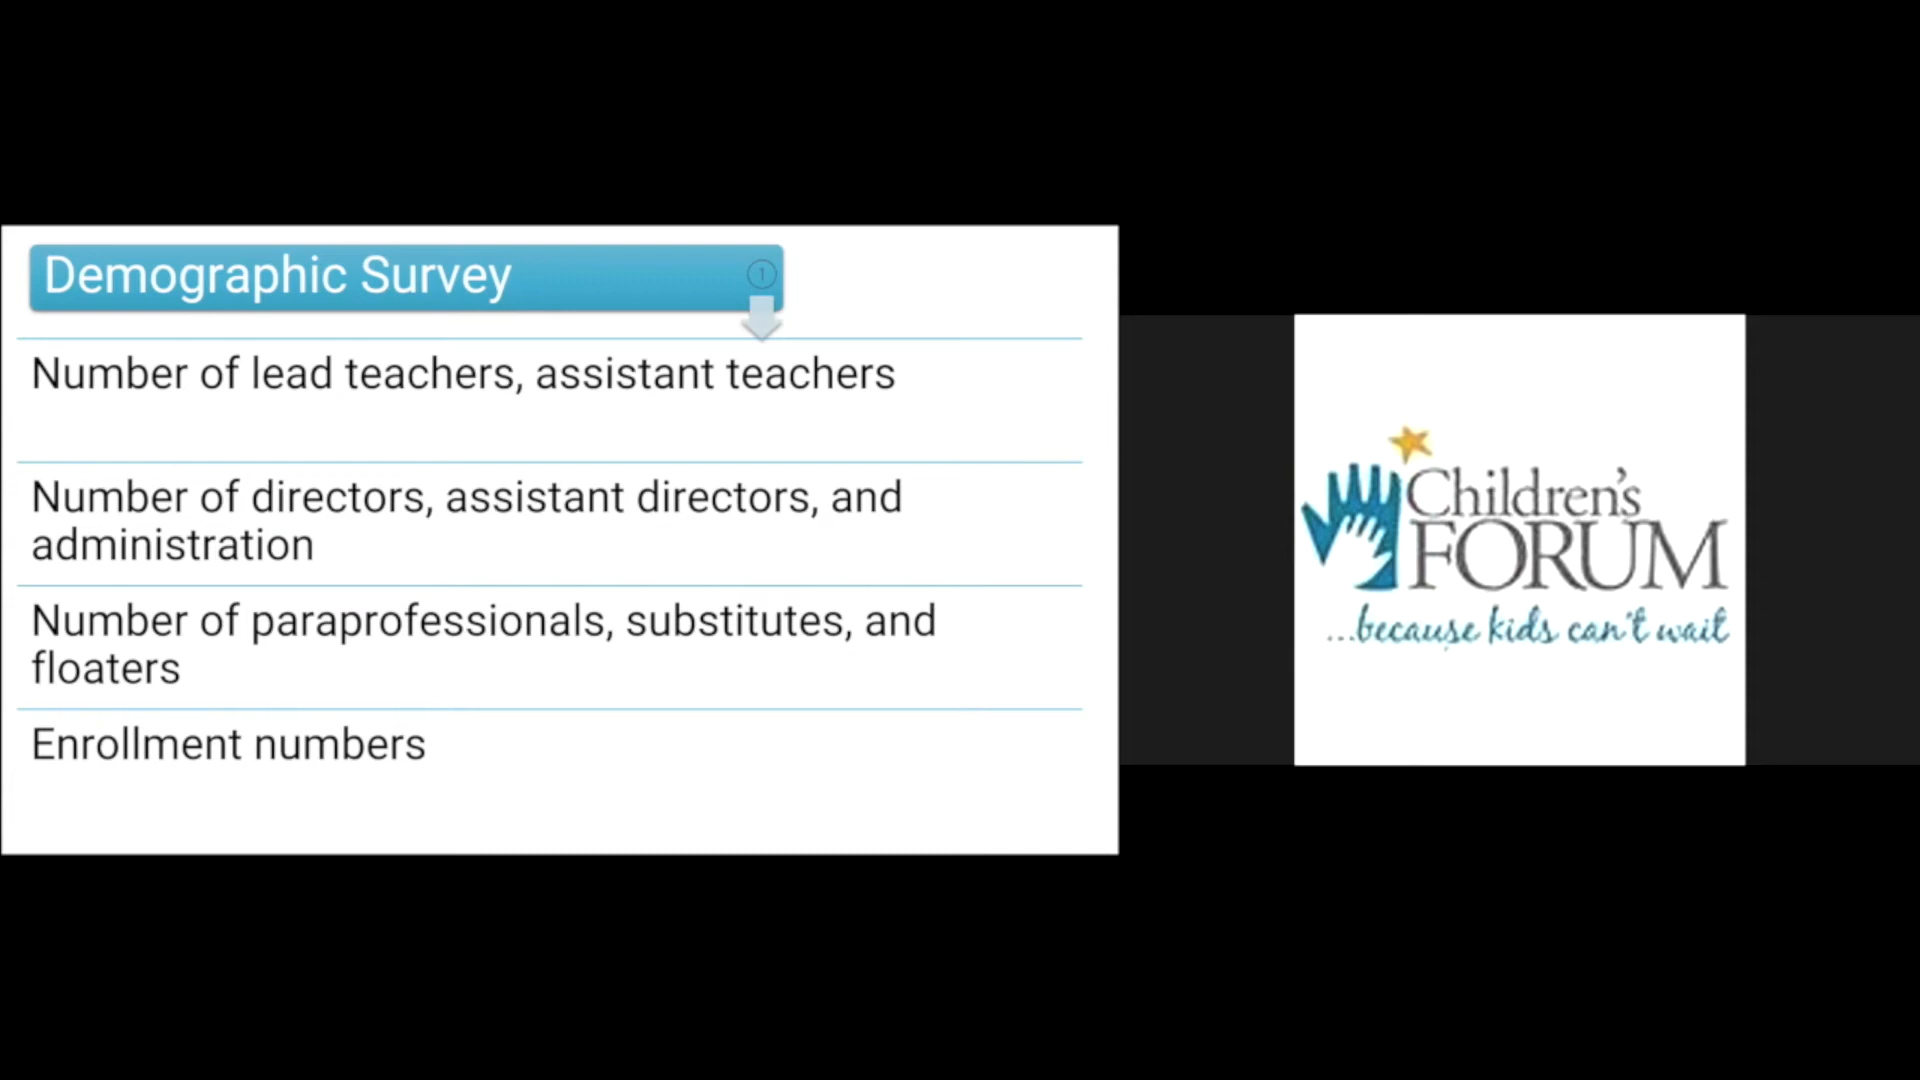 Demographic Survey
1
Number of lead teachers, assistant teachers
Number of directors, assistant directors, and
administration
Number of paraprofessionals, substitutes, and
floaters
Enrollment numbers
Children's
FORUM
...because kids can't wait